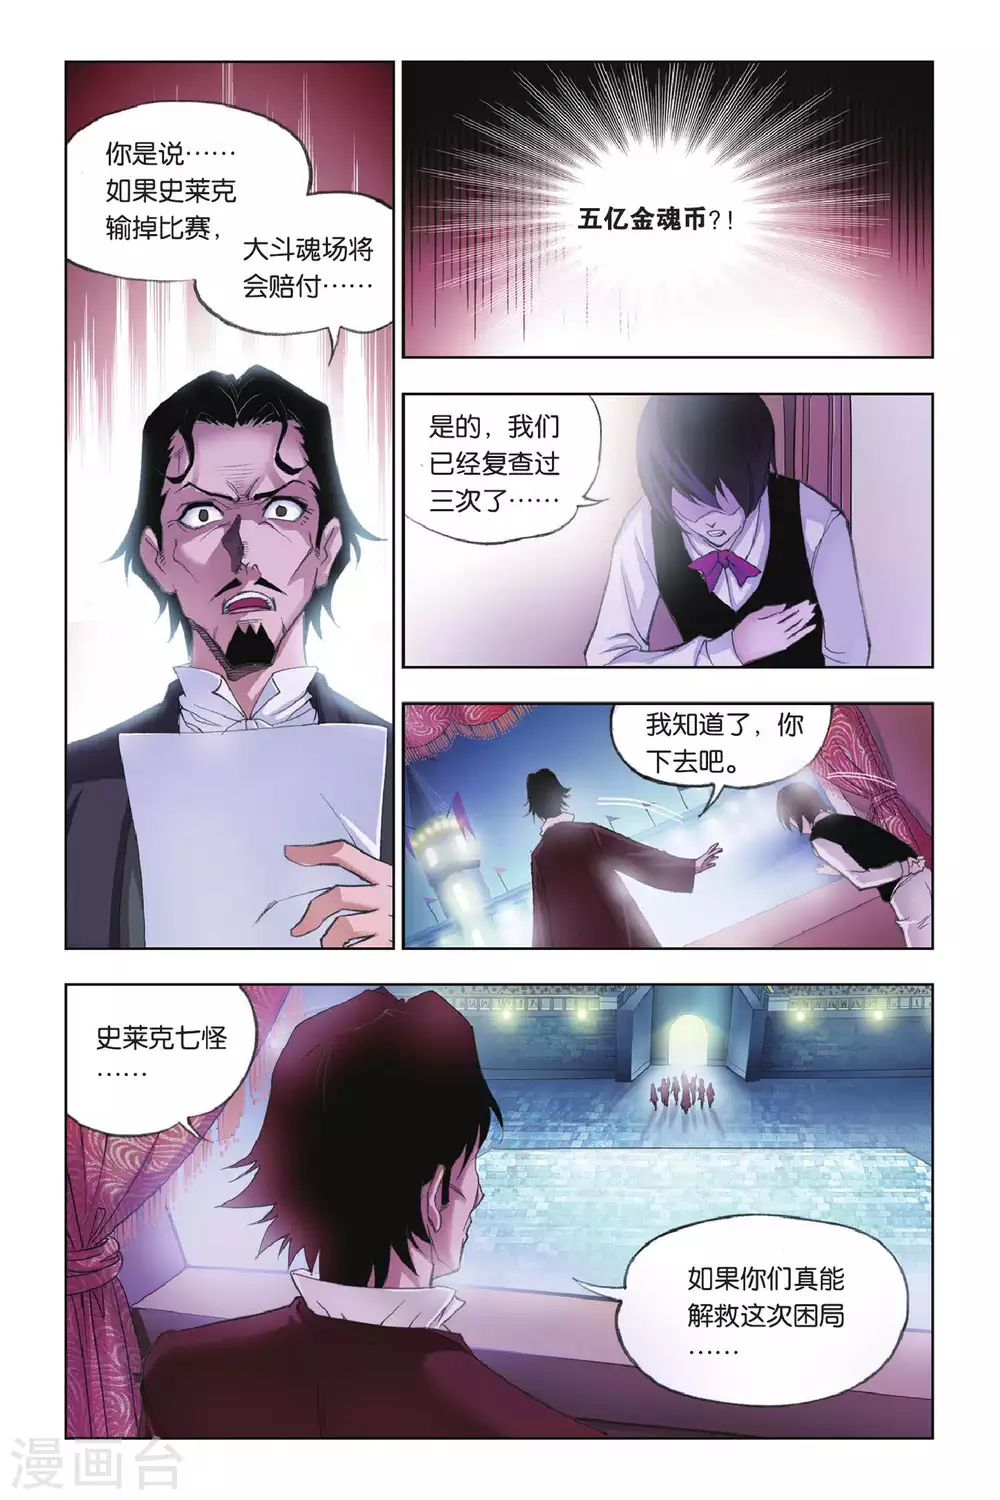 你是说……
如果史莱克
输掉比赛，
大斗魂场将
会赔付……
五亿金魂币？！
是的，我们
已经复查过
三次了……
我知道了，你
下去吧。
史莱克七怪
……
如果你们真能
解救这次困局
……
漫画台